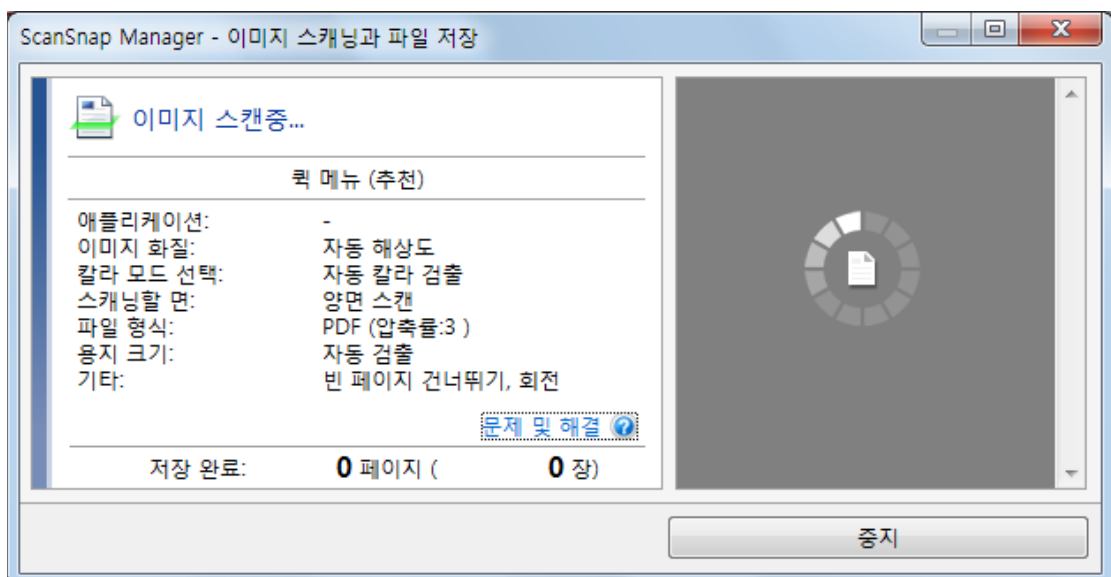 ScanSnap Manager - 이미지 스캐닝과 파일 저장
이미지 스캔중...
퀵 메뉴 (추천)
애플리케이션: -
이미지 화질: 자동 해상도
칼라 모드 선택: 자동 칼라 검출
스캐닝할 면: 양면 스캔
파일 형식: PDF (압축률:3 )
용지 크기: 자동 검출
기타: 빈 페이지 건너뛰기, 회전
문제 및 해결 ?
저장 완료: 0 페이지 ( 0 장)
중지